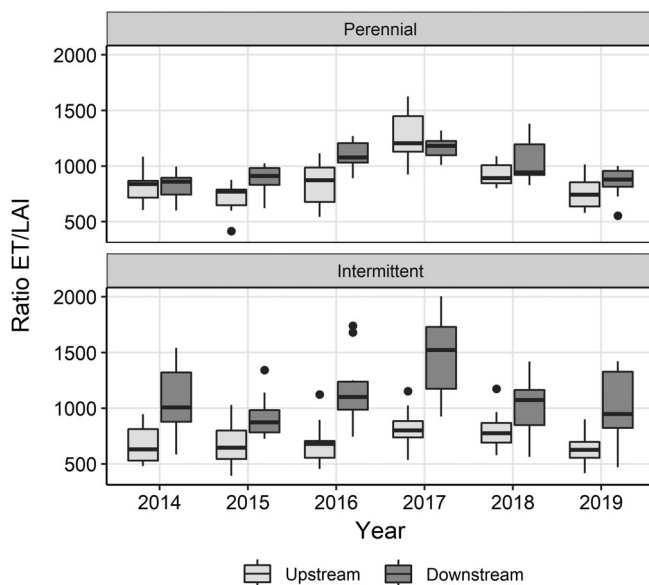 Perennial
2000
1500
1000
500
Ratio ET/LAI
Intermittent
2000
1500
1000
500
2014 2015 2016 2017 2018 2019
Year
Upstream Downstream